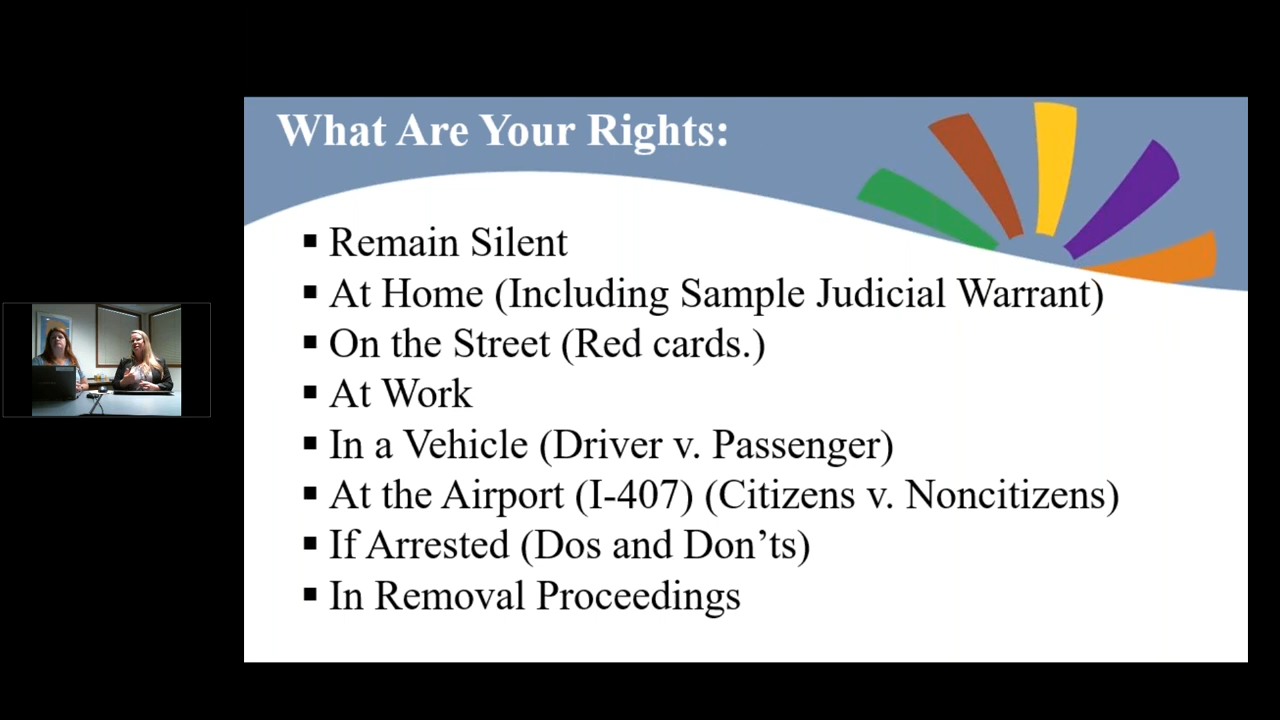 What Are Your Rights:
▪ Remain Silent
▪ At Home (Including Sample Judicial Warrant)
▪ On the Street (Red cards.)
▪ At Work
▪ In a Vehicle (Driver v. Passenger)
▪ At the Airport (I-407) (Citizens v. Noncitizens)
▪ If Arrested (Dos and Don’ts)
▪ In Removal Proceedings